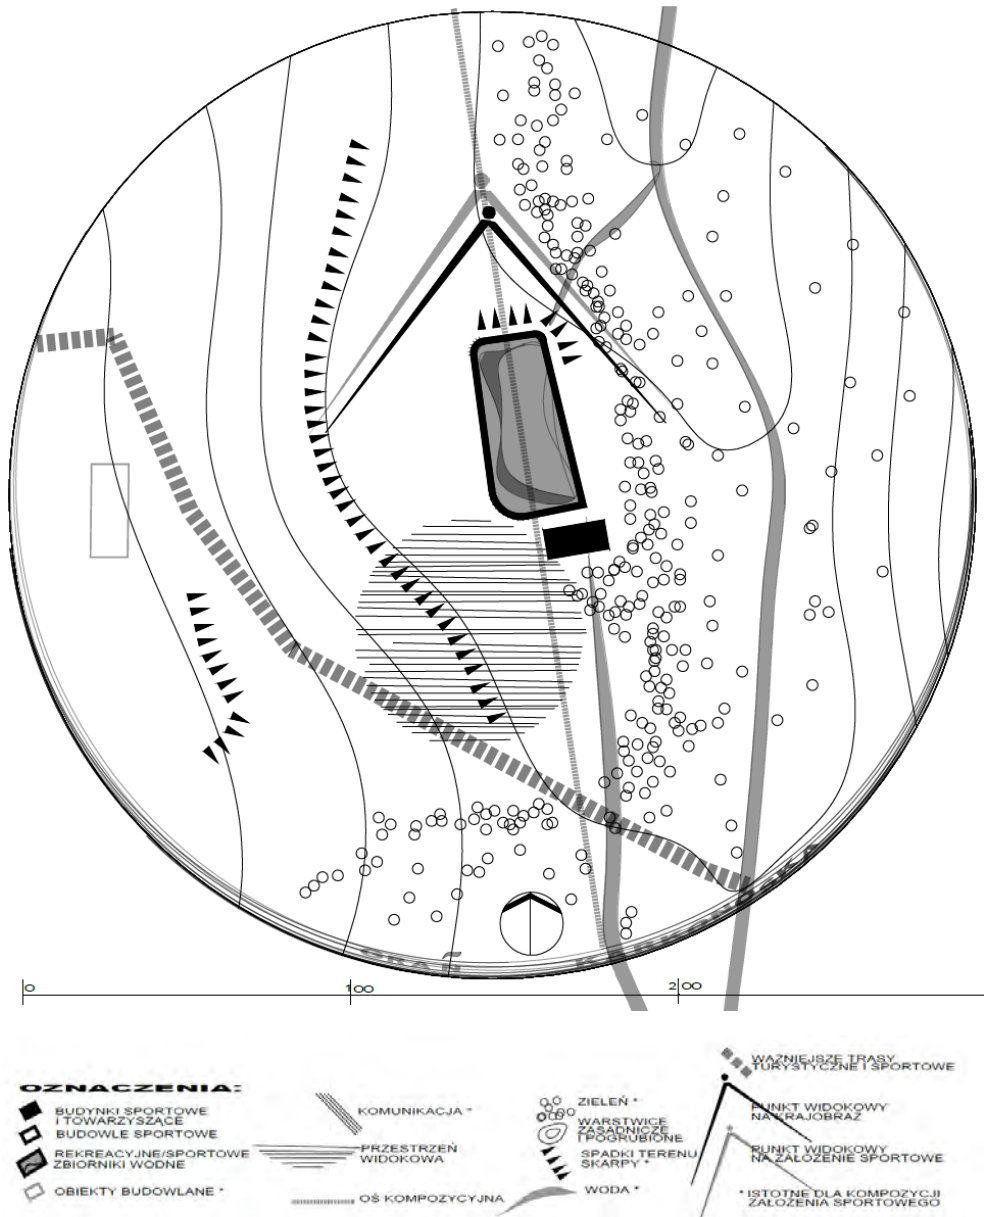 SKAŃ
0
100
200
OZNACZENIA:
BUDYNKI SPORTOWE
I TOWARZYSZĄCE
BUDOWLE SPORTOWE
REKREACYJNE/SPORTOWE
ZBIORNIKI WODNE
OBIEKTY BUDOWLANE *
KOMUNIKACJA *
PRZESTRZEŃ
WIDOKOWA
OŚ KOMPOZYCYJNA
ZIELEŃ *
WARSTWICE
ZASADNICZE
I POGRUBIONE
SPADKI TERENU
SKARPY *
WODA *
WAŻNIEJSZE TRASY
TURYSTYCZNE I SPORTOWE
PUNKT WIDOKOWY
NA KRAJOBRAZ
PUNKT WIDOKOWY
NA ZAŁOŻENIE SPORTOWE
* ISTOTNE DLA KOMPOZYCJI
ZAŁOŻENIA SPORTOWEGO